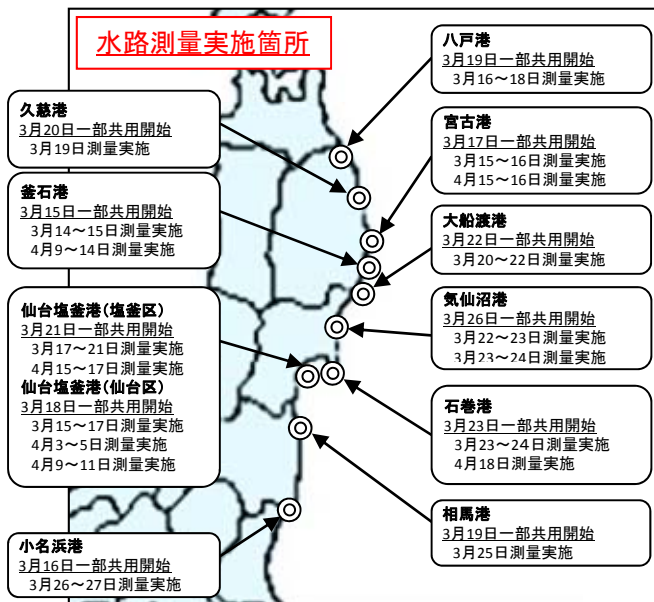 水路測量実施箇所
八戸港
3月19日一部共用開始
3月16～18日測量実施
久慈港
3月20日一部共用開始
3月19日測量実施
宮古港
3月17日一部共用開始
3月15～16日測量実施
4月15～16日測量実施
釜石港
3月15日一部共用開始
3月14～15日測量実施
4月9～14日測量実施
大船渡港
3月22日一部共用開始
3月20～22日測量実施
仙台塩釜港（塩釜区）
3月21日一部共用開始
3月17～21日測量実施
4月15～17日測量実施
仙台塩釜港（仙台区）
3月18日一部共用開始
3月15～17日測量実施
4月3～5日測量実施
4月9～11日測量実施
気仙沼港
3月26日一部共用開始
3月22～23日測量実施
3月23～24日測量実施
石巻港
3月23日一部共用開始
3月23～24日測量実施
4月18日測量実施
相馬港
3月19日一部共用開始
3月25日測量実施
小名浜港
3月16日一部共用開始
3月26～27日測量実施